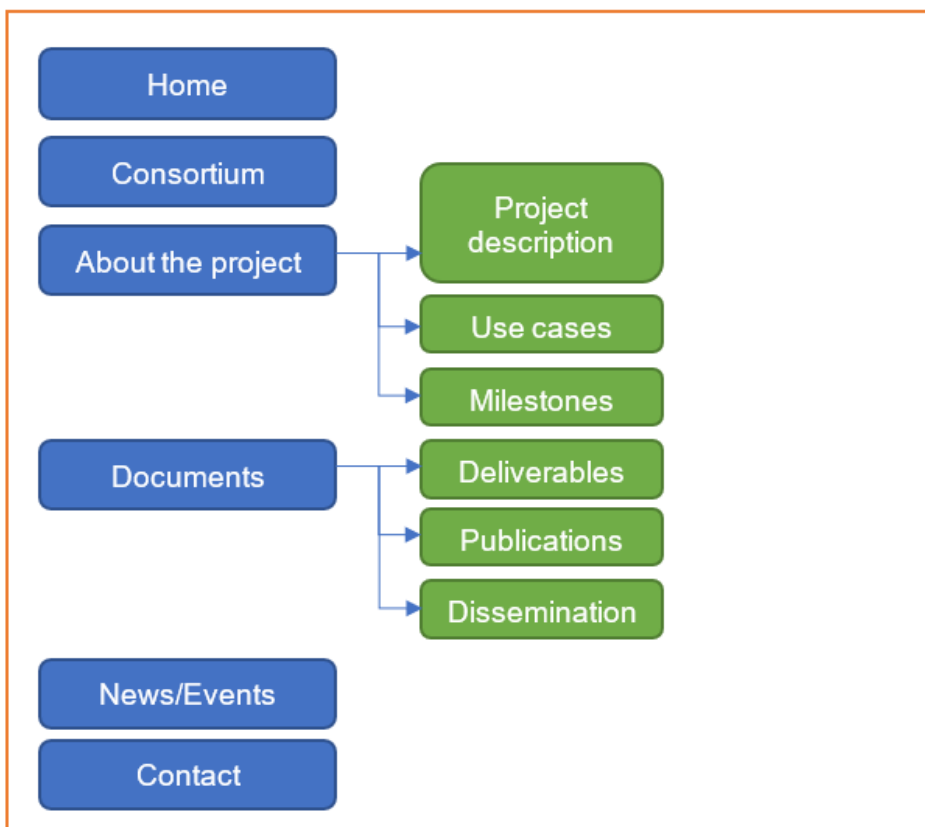 Home
Consortium
About the project
Project
description
Use cases
Milestones
Documents
Deliverables
Publications
Dissemination
News/Events
Contact